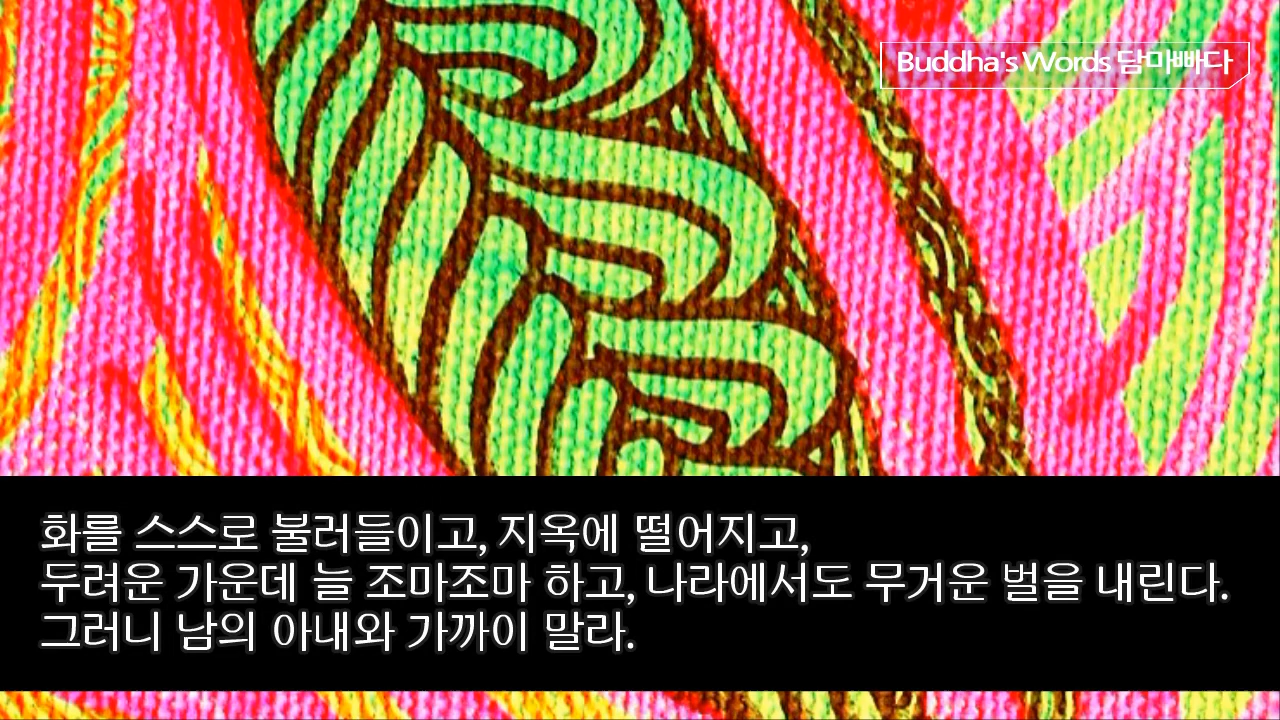 Buddha's Words 담마빠다
화를 스스로 불러들이고, 지옥에 떨어지고,
두려운 가운데 늘 조마조마 하고, 나라에서도 무거운 벌을 내린다.
그러니 남의 아내와 가까이 말라.